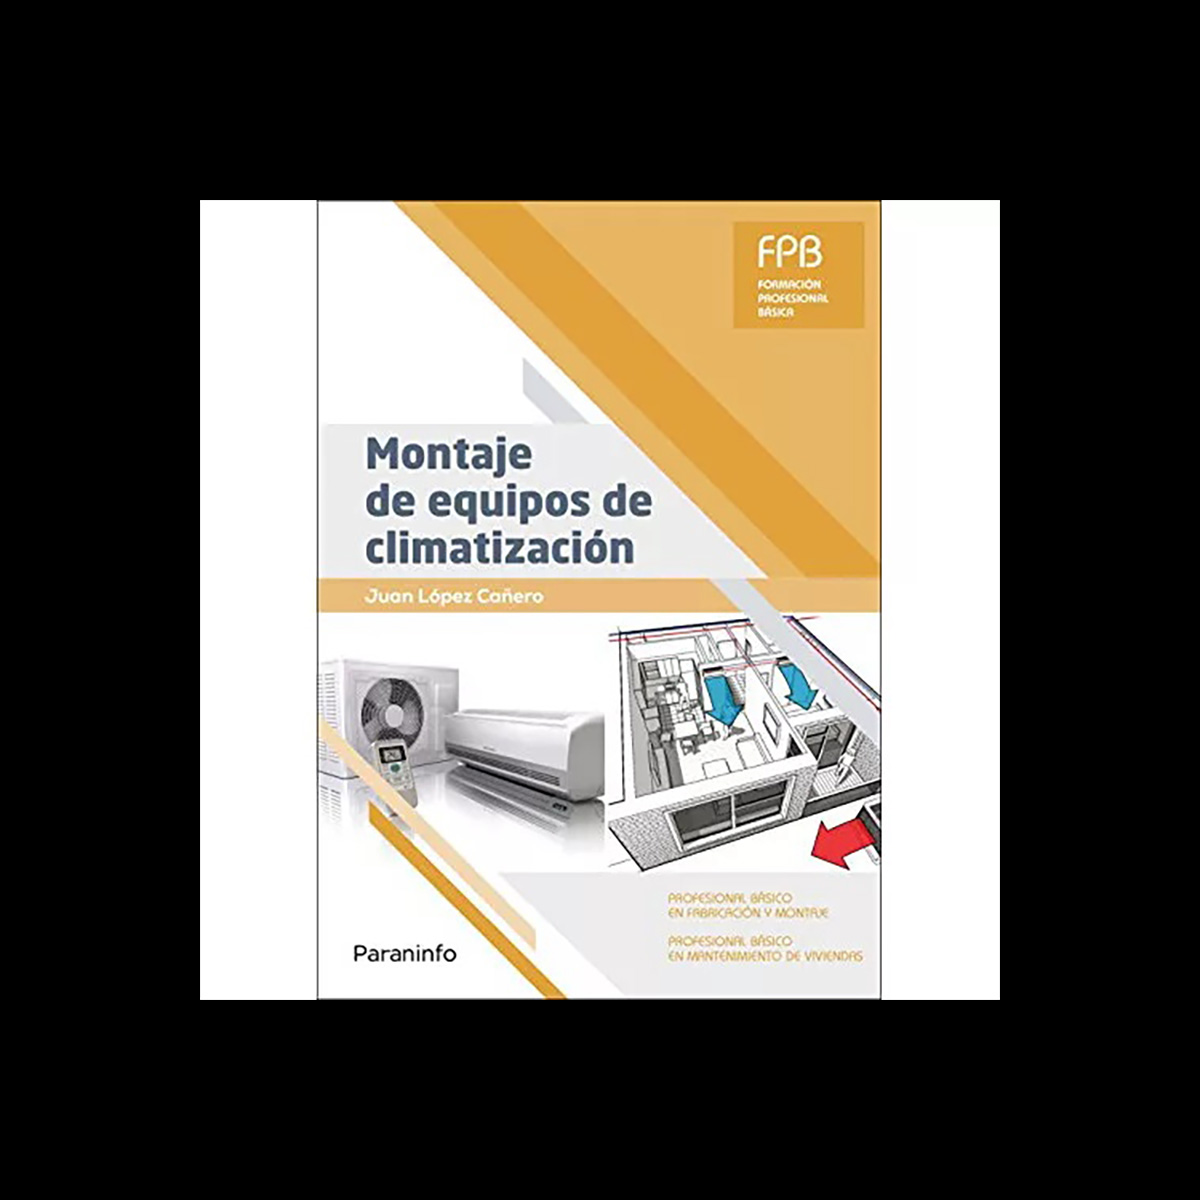 FPB
FORMACIÓN
PROFESIONAL
BÁSICA
Montaje
de equipos de
climatización
Juan López Cañero
PROFESIONAL BÁSICO
EN FABRICACIÓN Y MONTAJE
PROFESIONAL BÁSICO
EN MANTENIMIENTO DE VIVIENDAS
Paraninfo